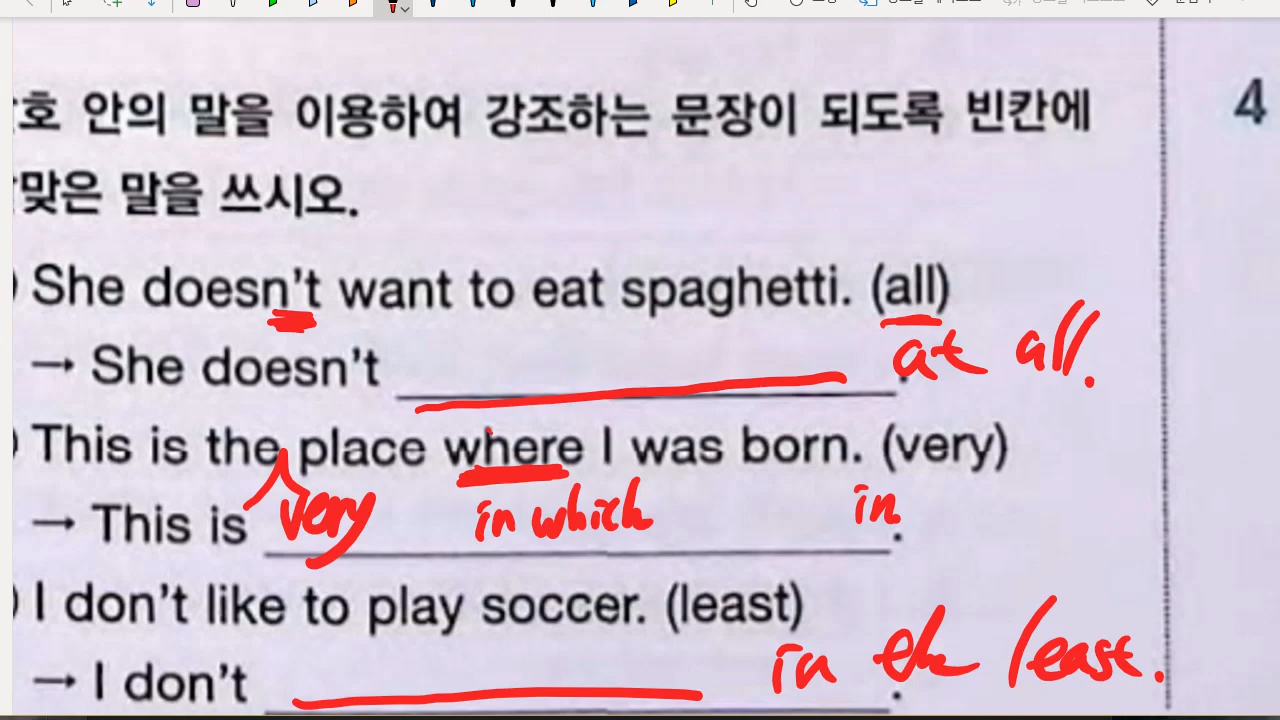 호 안의 말을 이용하여 강조하는 문장이 되도록 빈칸에
맞은 말을 쓰시오.
4
) She doesn't want to eat spaghetti. (all)
→ She doesn't .
at all.
) This is the place where I was born. (very)
very in which in
→ This is .
) I don't like to play soccer. (least)
in the least.
→ I don't .